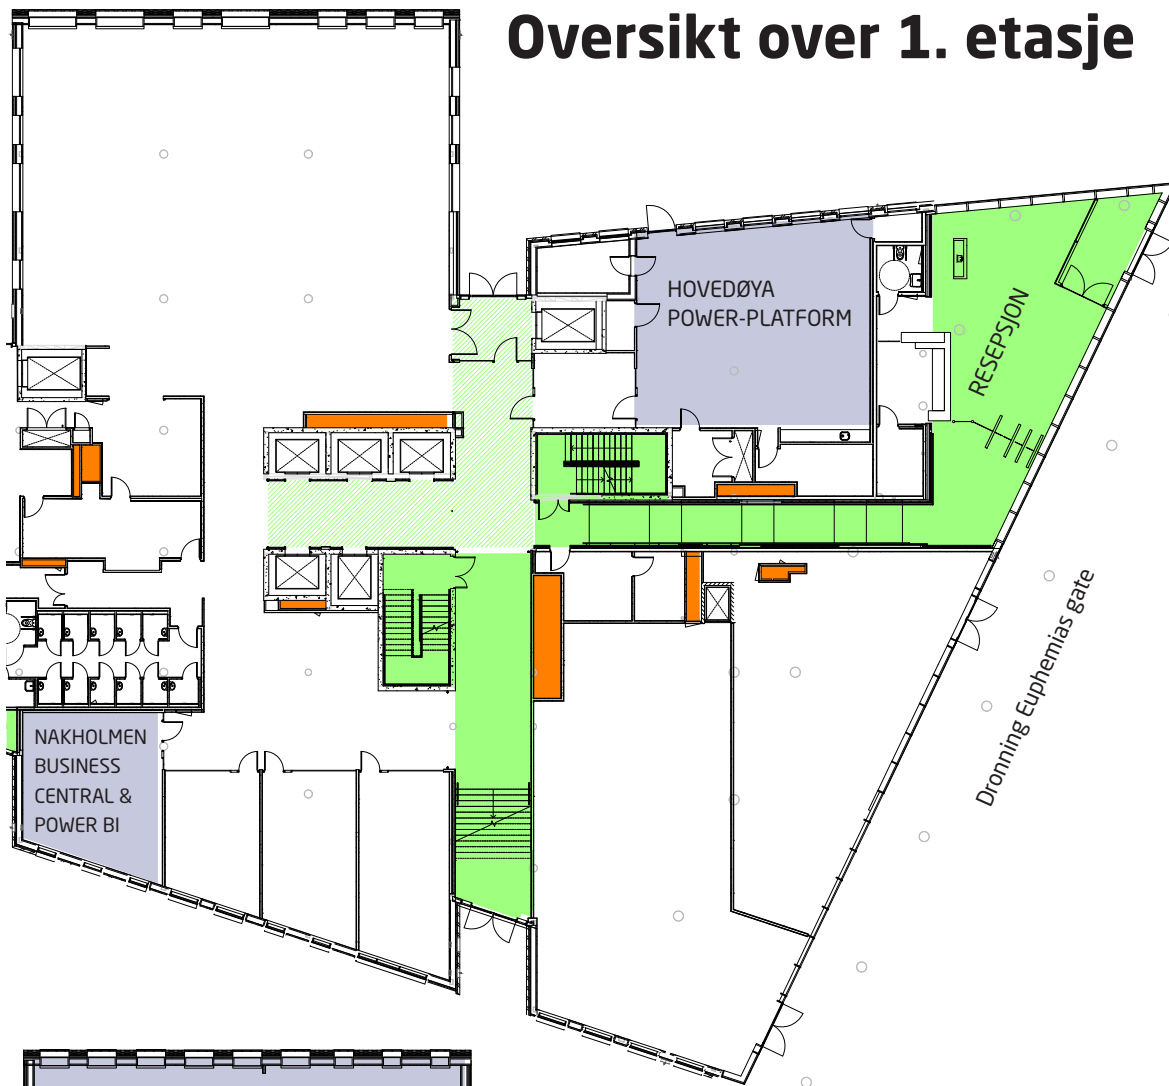 Oversikt over 1. etasje
HOVEDØYA
POWER-PLATFORM
RESEPSJON
NAKHOLMEN
BUSINESS
CENTRAL &
POWER BI
Dronning Euphemias gate